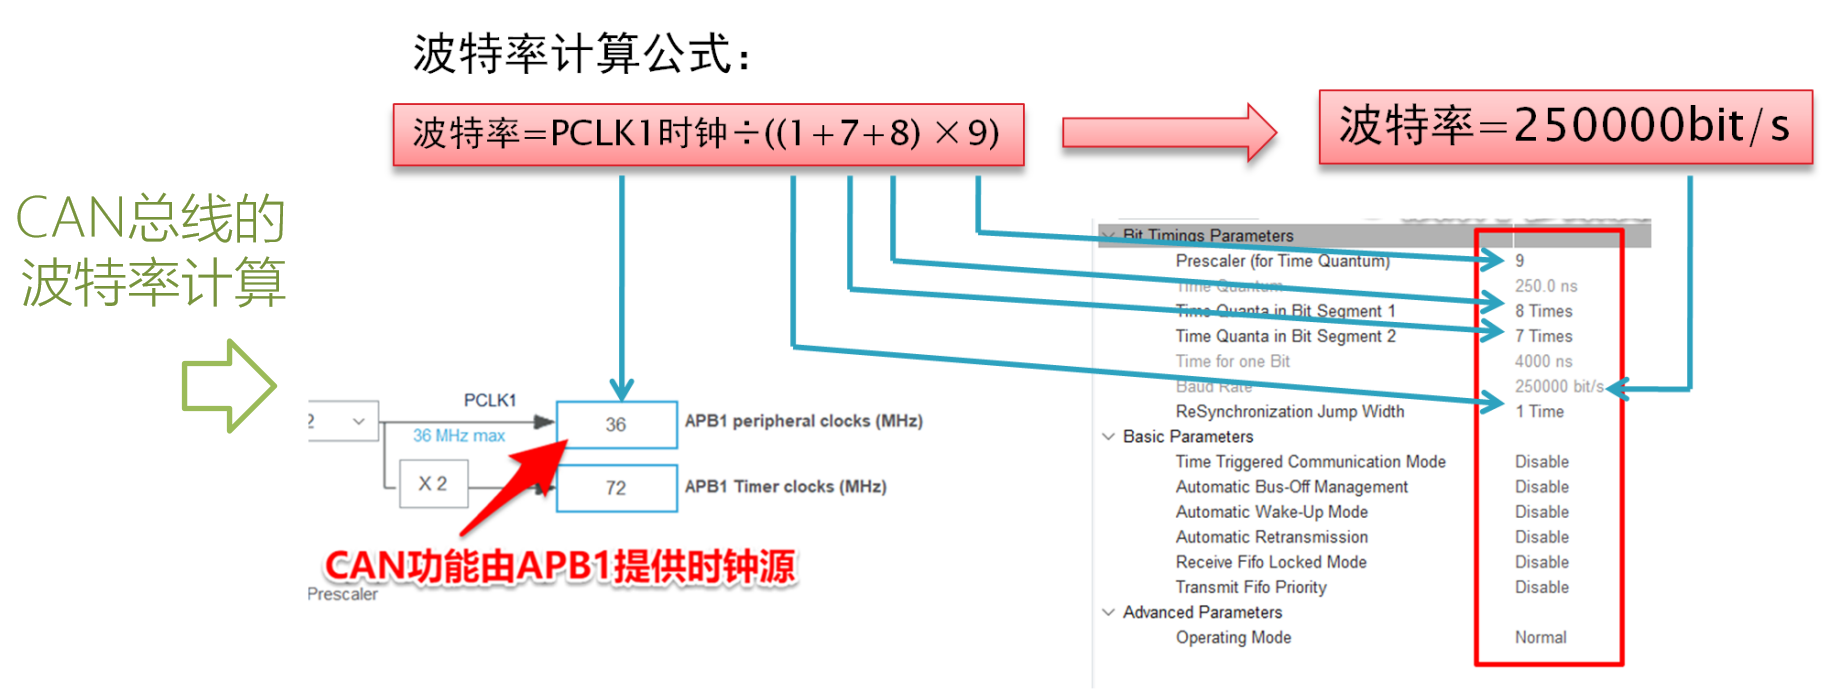 波特率计算公式：
波特率=PCLK1时钟÷((1+7+8)×9)
波特率=250000bit/s
CAN总线的
波特率计算
Bit Timings Parameters
Prescaler (for Time Quantum) 9
Time Quantum 250.0 ns
Time Quanta in Bit Segment 1 8 Times
Time Quanta in Bit Segment 2 7 Times
Time for one Bit 4000 ns
Baud Rate 250000 bit/s
ReSynchronization Jump Width 1 Time
Basic Parameters
Time Triggered Communication Mode Disable
Automatic Bus-Off Management Disable
Automatic Wake-Up Mode Disable
Automatic Retransmission Disable
Receive Fifo Locked Mode Disable
Transmit Fifo Priority Disable
Advanced Parameters
Operating Mode Normal
PCLK1
2
36 MHz max
36
APB1 peripheral clocks (MHz)
X 2
72
APB1 Timer clocks (MHz)
CAN功能由APB1提供时钟源
Prescaler